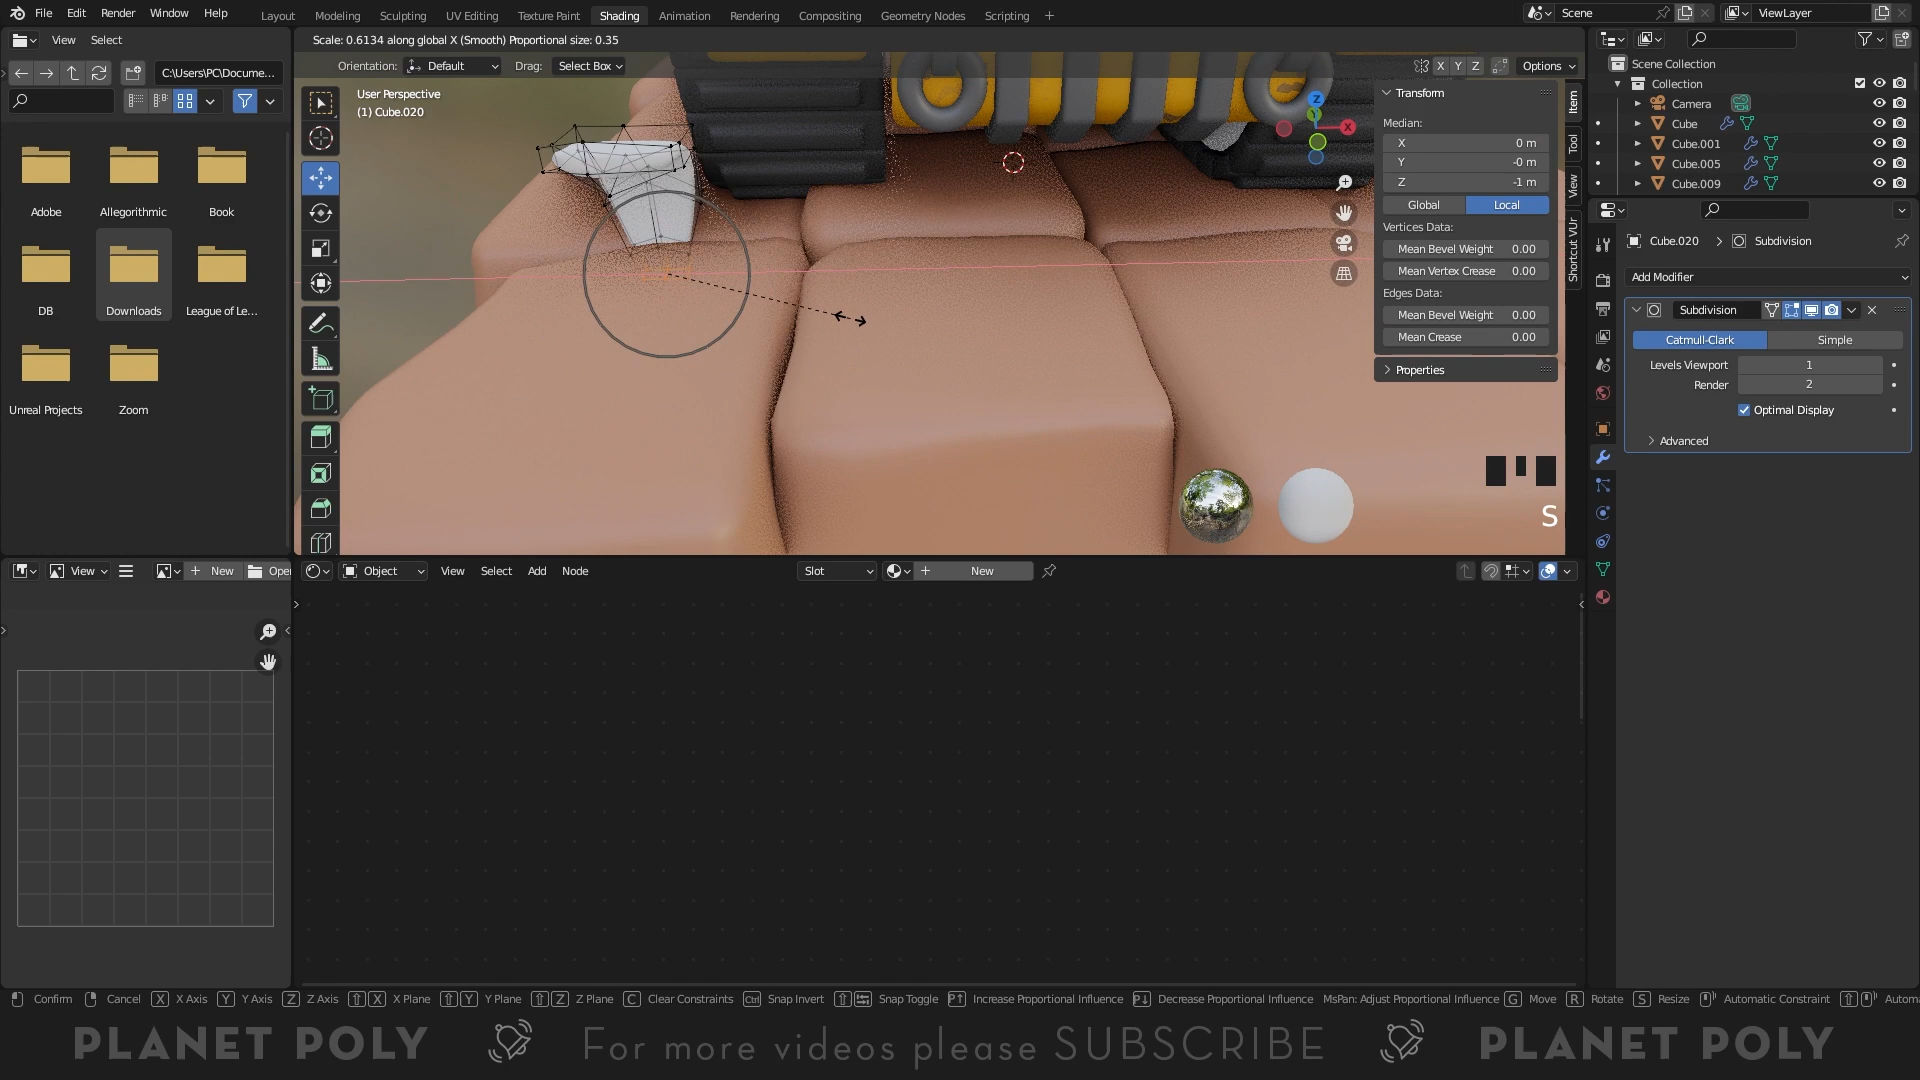 File Edit Render Window Help
Layout Modeling Sculpting UV Editing Texture Paint Shading Animation Rendering Compositing Geometry Nodes Scripting
Scene
ViewLayer
View Select
Scale: 0.6134 along global X (Smooth) Proportional size: 0.35
C:\Users\PC\Docume...
Orientation: Default Drag: Select Box
X Y Z Options
User Perspective
(1) Cube.020
Adobe Allegorithmic Book
DB Downloads League of Le...
Unreal Projects Zoom
Transform
Median:
X 0 m
Y -0 m
Z -1 m
Global Local
Vertices Data:
Mean Bevel Weight 0.00
Mean Vertex Crease 0.00
Edges Data:
Mean Bevel Weight 0.00
Mean Crease 0.00
Properties
Item
Tool
View
Shortcut VUr
Z
X
S
Scene Collection
Collection
Camera
Cube
Cube.001
Cube.005
Cube.009
Cube.020 > Subdivision
Add Modifier
Subdivision
Catmull-Clark Simple
Levels Viewport 1
Render 2
Optimal Display
Advanced
View + New Open
Object View Select Add Node
Slot + New
Confirm Cancel X X Axis Y Y Axis Z Z Axis X X Plane Y Y Plane Z Z Plane C Clear Constraints Ctrl Snap Invert Snap Toggle Increase Proportional Influence Decrease Proportional Influence MsPan: Adjust Proportional Influence G Move R Rotate S Resize Automatic Constraint Autom
PLANET POLY For more videos please SUBSCRIBE PLANET POLY